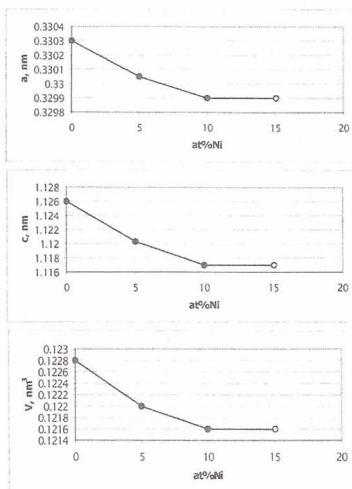 0.3304
0.3303
0.3302
0.3301
0.33
0.3299
0.3298
a, nm
0 5 10 15 20
at%Ni
1.128
1.126
1.124
1.122
1.12
1.118
1.116
c, nm
0 5 10 15 20
at%Ni
0.123
0.1228
0.1226
0.1224
0.1222
0.122
0.1218
0.1216
0.1214
V, nm³
0 5 10 15 20
at%Ni